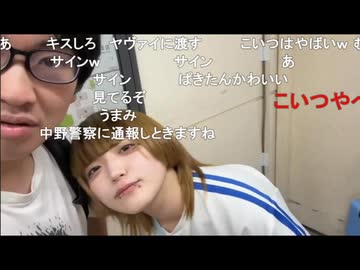 あ キスしろ ヤヴァイに渡す こいつはやばいw む
サインw サイン あ
サイン ぱきたんかわいい
見てるぞ
こいつやべ
うまみ
中野警察に通報しときますね